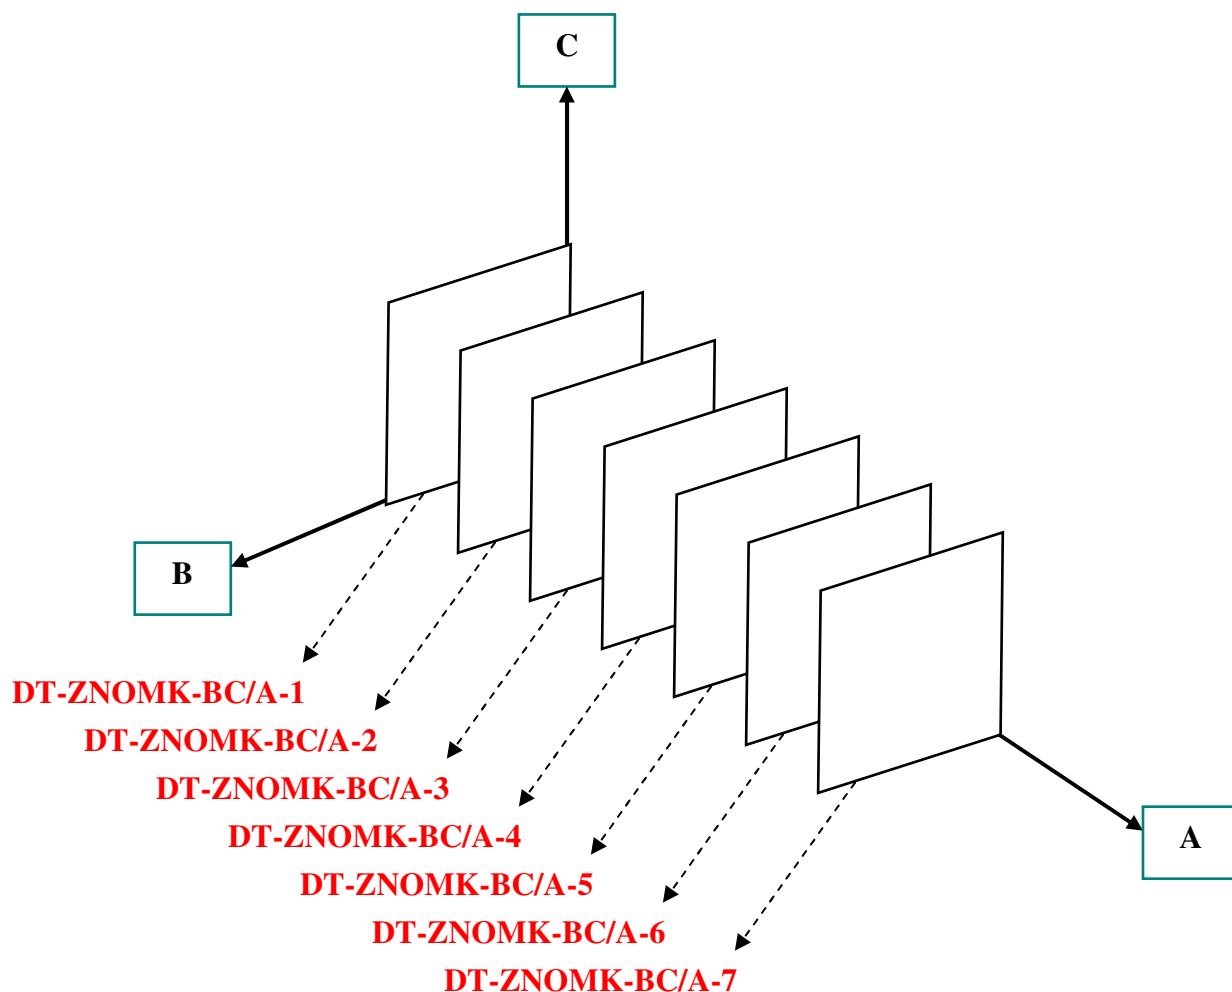 C
B
DT-ZNOMK-BC/A-1
DT-ZNOMK-BC/A-2
DT-ZNOMK-BC/A-3
DT-ZNOMK-BC/A-4
A
DT-ZNOMK-BC/A-5
DT-ZNOMK-BC/A-6
DT-ZNOMK-BC/A-7